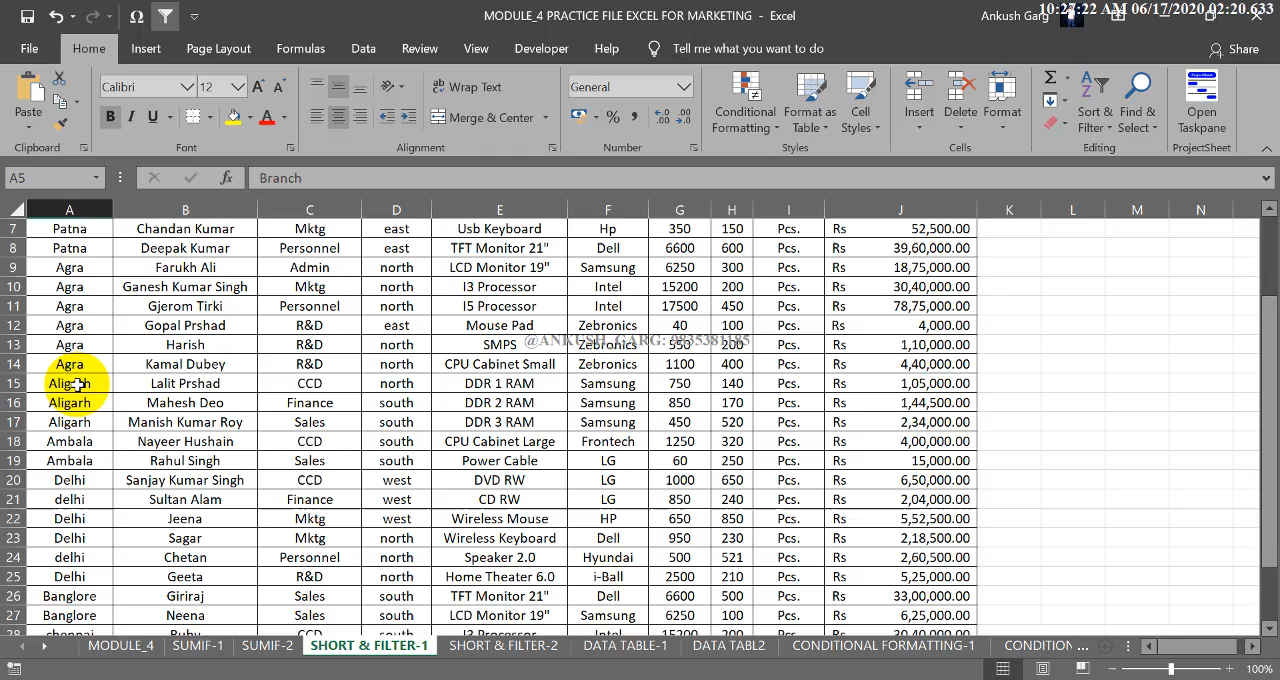 MODULE_4 PRACTICE FILE EXCEL FOR MARKETING - Excel
Ankush Garg
10:27:22 AM 06/17/2020 02:20.633
File Home Insert Page Layout Formulas Data Review View Developer Help Tell me what you want to do Share
Calibri 12 Wrap Text General
Paste Merge & Center Conditional Formatting Format as Table Cell Styles Insert Delete Format Sort & Filter Find & Select Open Taskpane
Clipboard Font Alignment Number Styles Cells Editing ProjectSheet
A5 fx Branch
A B C D E F G H I J K L M N
7 Patna Chandan Kumar Mktg east Usb Keyboard Hp 350 150 Pcs. Rs 52,500.00
8 Patna Deepak Kumar Personnel east TFT Monitor 21" Dell 6600 600 Pcs. Rs 39,60,000.00
9 Agra Farukh Ali Admin north LCD Monitor 19" Samsung 6250 300 Pcs. Rs 18,75,000.00
10 Agra Ganesh Kumar Singh Mktg north I3 Processor Intel 15200 200 Pcs. Rs 30,40,000.00
11 Agra Gjerom Tirki Personnel north I5 Processor Intel 17500 450 Pcs. Rs 78,75,000.00
12 Agra Gopal Prshad R&D east Mouse Pad Zebronics 40 100 Pcs. Rs 4,000.00
@ANKUSH_GARG: 9835381185
13 Agra Harish R&D north SMPS Zebronics 550 200 Pcs. Rs 1,10,000.00
14 Agra Kamal Dubey R&D north CPU Cabinet Small Zebronics 1100 400 Pcs. Rs 4,40,000.00
15 Aligarh Lalit Prshad CCD north DDR 1 RAM Samsung 750 140 Pcs. Rs 1,05,000.00
16 Aligarh Mahesh Deo Finance south DDR 2 RAM Samsung 850 170 Pcs. Rs 1,44,500.00
17 Aligarh Manish Kumar Roy Sales south DDR 3 RAM Samsung 450 520 Pcs. Rs 2,34,000.00
18 Ambala Nayeer Hushain CCD south CPU Cabinet Large Frontech 1250 320 Pcs. Rs 4,00,000.00
19 Ambala Rahul Singh Sales south Power Cable LG 60 250 Pcs. Rs 15,000.00
20 Delhi Sanjay Kumar Singh CCD west DVD RW LG 1000 650 Pcs. Rs 6,50,000.00
21 delhi Sultan Alam Finance west CD RW LG 850 240 Pcs. Rs 2,04,000.00
22 Delhi Jeena Mktg west Wireless Mouse HP 650 850 Pcs. Rs 5,52,500.00
23 Delhi Sagar Mktg north Wireless Keyboard Dell 950 230 Pcs. Rs 2,18,500.00
24 delhi Chetan Personnel north Speaker 2.0 Hyundai 500 521 Pcs. Rs 2,60,500.00
25 Delhi Geeta R&D north Home Theater 6.0 i-Ball 2500 210 Pcs. Rs 5,25,000.00
26 Banglore Giriraj Sales south TFT Monitor 21" Dell 6600 500 Pcs. Rs 33,00,000.00
27 Banglore Neena Sales south LCD Monitor 19" Samsung 6250 100 Pcs. Rs 6,25,000.00
28 chennai Ruby CCD south I3 Processor Intel 15200 200 Pcs. Rs 30,40,000.00
MODULE_4 SUMIF-1 SUMIF-2 SHORT & FILTER-1 SHORT & FILTER-2 DATA TABLE-1 DATA TABL2 CONDITIONAL FORMATTING-1 CONDITION ...
100%